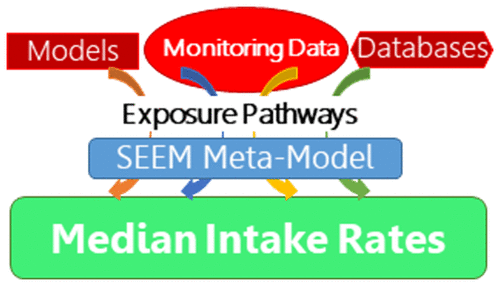 Models
Monitoring Data
Databases
Exposure Pathways
SEEM Meta-Model
Median Intake Rates